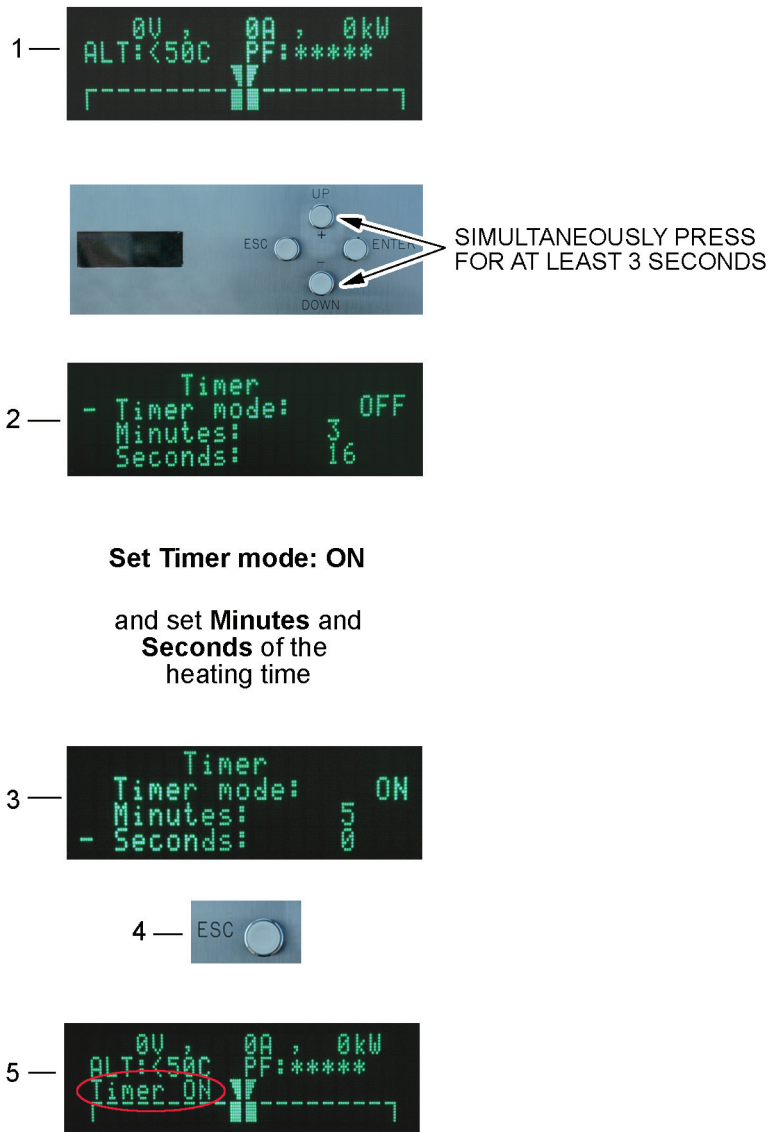 1
0V , 0A , 0kW
ALT:<50C PF:*****
UP
+
ESC
ENTER
-
DOWN
SIMULTANEOUSLY PRESS
FOR AT LEAST 3 SECONDS
2
Timer
- Timer mode: OFF
Minutes: 3
Seconds: 16
Set Timer mode: ON
and set Minutes and
Seconds of the
heating time
3
Timer
Timer mode: ON
Minutes: 5
- Seconds: 0
4
ESC
5
0V , 0A , 0kW
ALT:<50C PF:*****
Timer ON